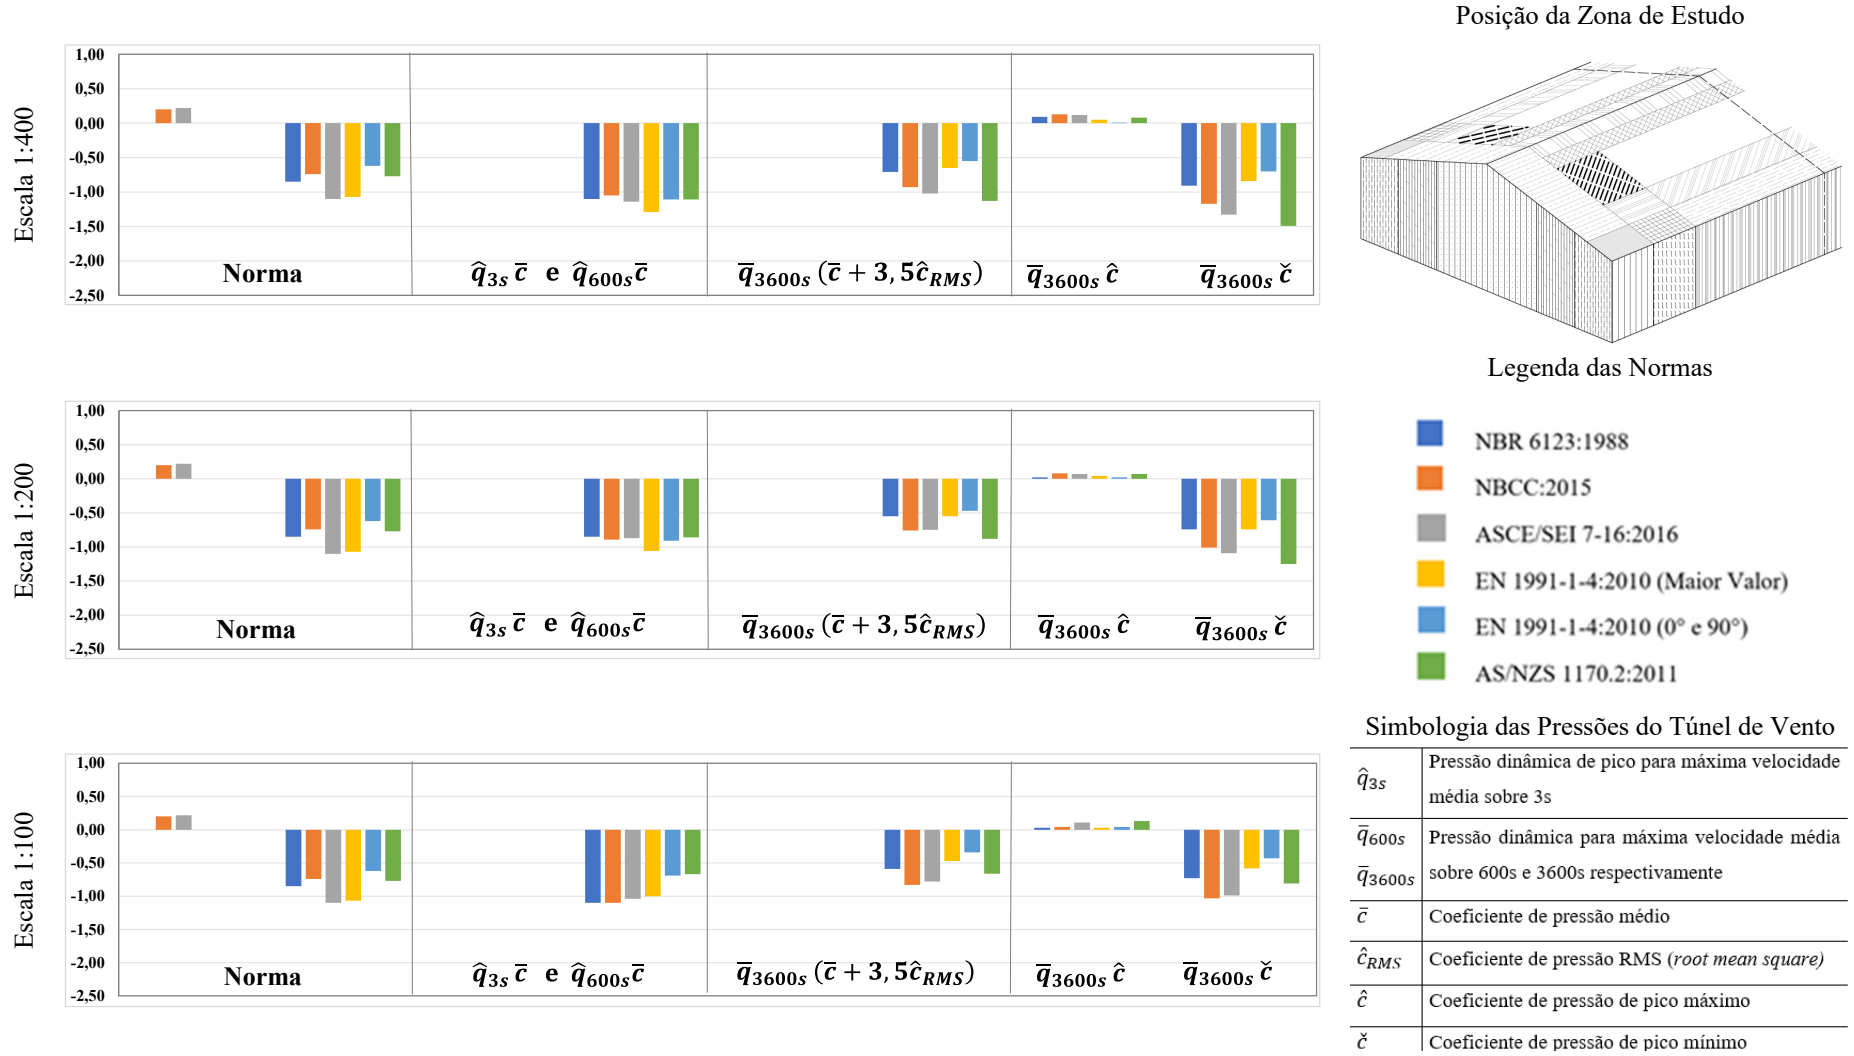 Posição da Zona de Estudo
Escala 1:400
1,00
0,50
0,00
-0,50
-1,00
-1,50
-2,00
-2,50
Norma
q̂3s c̄ e q̂600s c̄
q̄3600s (c̄ + 3,5ĉRMS)
q̄3600s ĉ
q̄3600s č
Legenda das Normas
NBR 6123:1988
NBCC:2015
ASCE/SEI 7-16:2016
EN 1991-1-4:2010 (Maior Valor)
EN 1991-1-4:2010 (0° e 90°)
AS/NZS 1170.2:2011
Escala 1:200
1,00
0,50
0,00
-0,50
-1,00
-1,50
-2,00
-2,50
Norma
q̂3s c̄ e q̂600s c̄
q̄3600s (c̄ + 3,5ĉRMS)
q̄3600s ĉ
q̄3600s č
Escala 1:100
1,00
0,50
0,00
-0,50
-1,00
-1,50
-2,00
-2,50
Norma
q̂3s c̄ e q̂600s c̄
q̄3600s (c̄ + 3,5ĉRMS)
q̄3600s ĉ
q̄3600s č
Simbologia das Pressões do Túnel de Vento
q̂3s Pressão dinâmica de pico para máxima velocidade
média sobre 3s
q̄600s Pressão dinâmica para máxima velocidade média
q̄3600s sobre 600s e 3600s respectivamente
c̄ Coeficiente de pressão médio
ĉRMS Coeficiente de pressão RMS (root mean square)
ĉ Coeficiente de pressão de pico máximo
č Coeficiente de pressão de pico mínimo